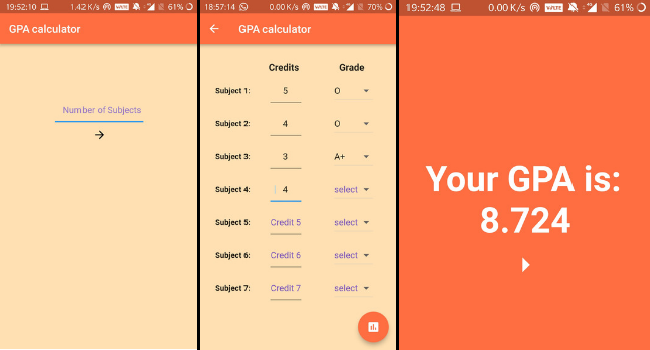 19:52:10 1.42 K/s VoLTE 61%
GPA calculator
Number of Subjects
18:57:14 0.00 K/s VoLTE 70%
GPA calculator
Credits Grade
Subject 1: 5 O
Subject 2: 4 O
Subject 3: 3 A+
Subject 4: 4 select
Subject 5: Credit 5 select
Subject 6: Credit 6 select
Subject 7: Credit 7 select
19:52:48 0.00 K/s VoLTE 61%
Your GPA is:
8.724